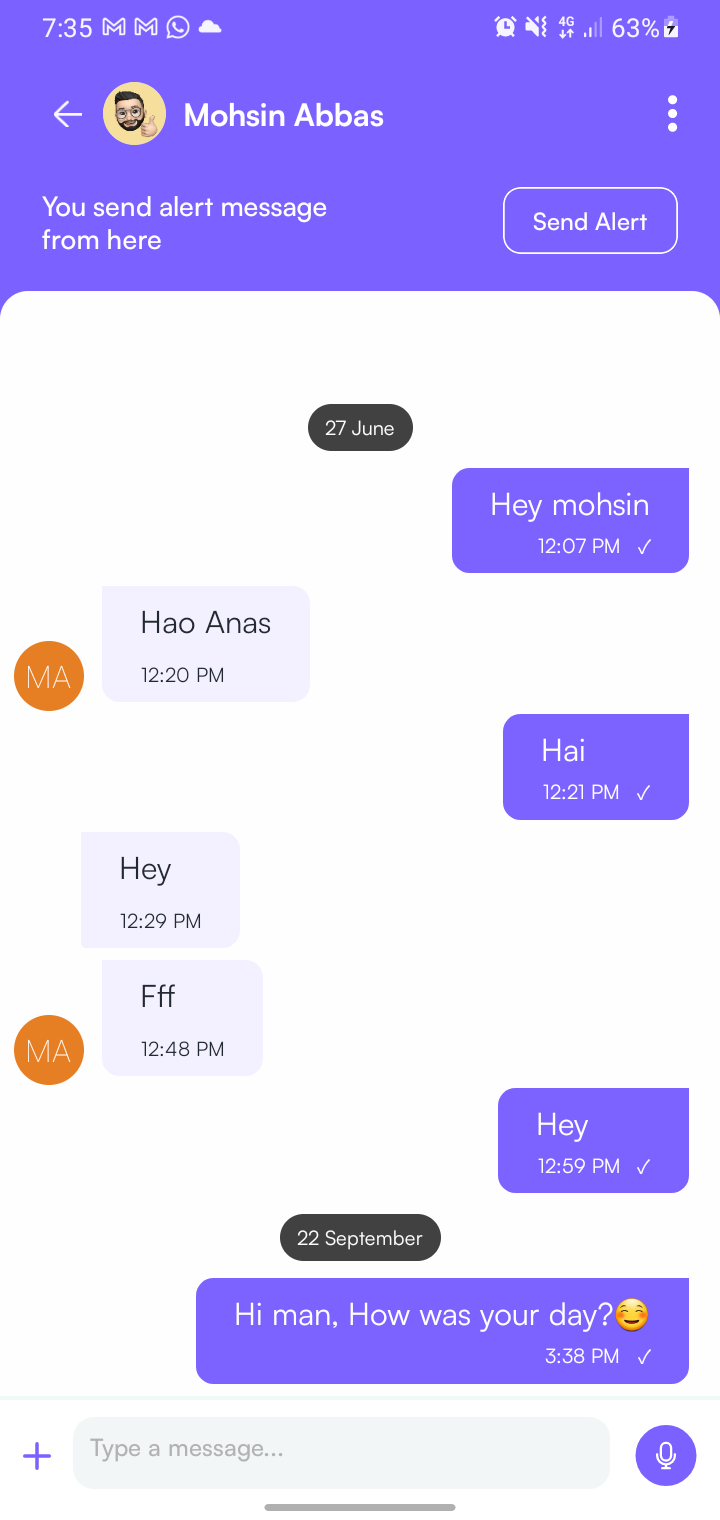 7:35 4G 63%
Mohsin Abbas
You send alert message
from here
Send Alert
27 June
Hey mohsin
12:07 PM ✓
Hao Anas
12:20 PM
MA
Hai
12:21 PM ✓
Hey
12:29 PM
Fff
12:48 PM
MA
Hey
12:59 PM ✓
22 September
Hi man, How was your day?☺️
3:38 PM ✓
Type a message...